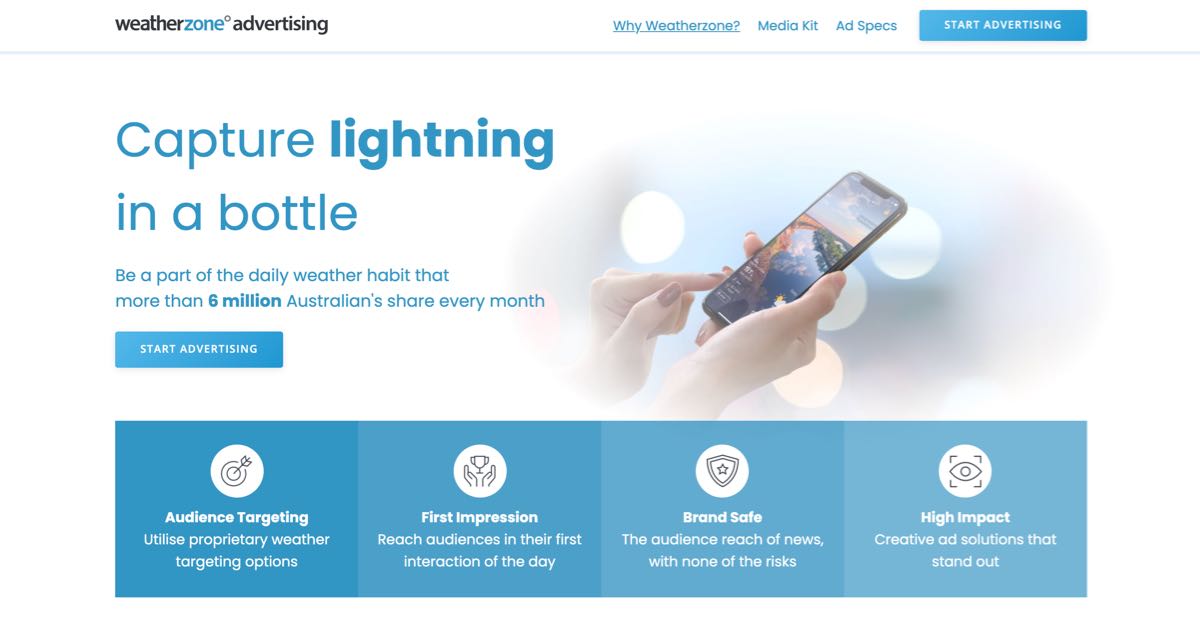 weatherzone° advertising
Why Weatherzone?
Media Kit
Ad Specs
START ADVERTISING
Capture lightning
in a bottle
Be a part of the daily weather habit that
more than 6 million Australian's share every month
START ADVERTISING
Audience Targeting
Utilise proprietary weather
targeting options
First Impression
Reach audiences in their first
interaction of the day
Brand Safe
The audience reach of news,
with none of the risks
High Impact
Creative ad solutions that
stand out